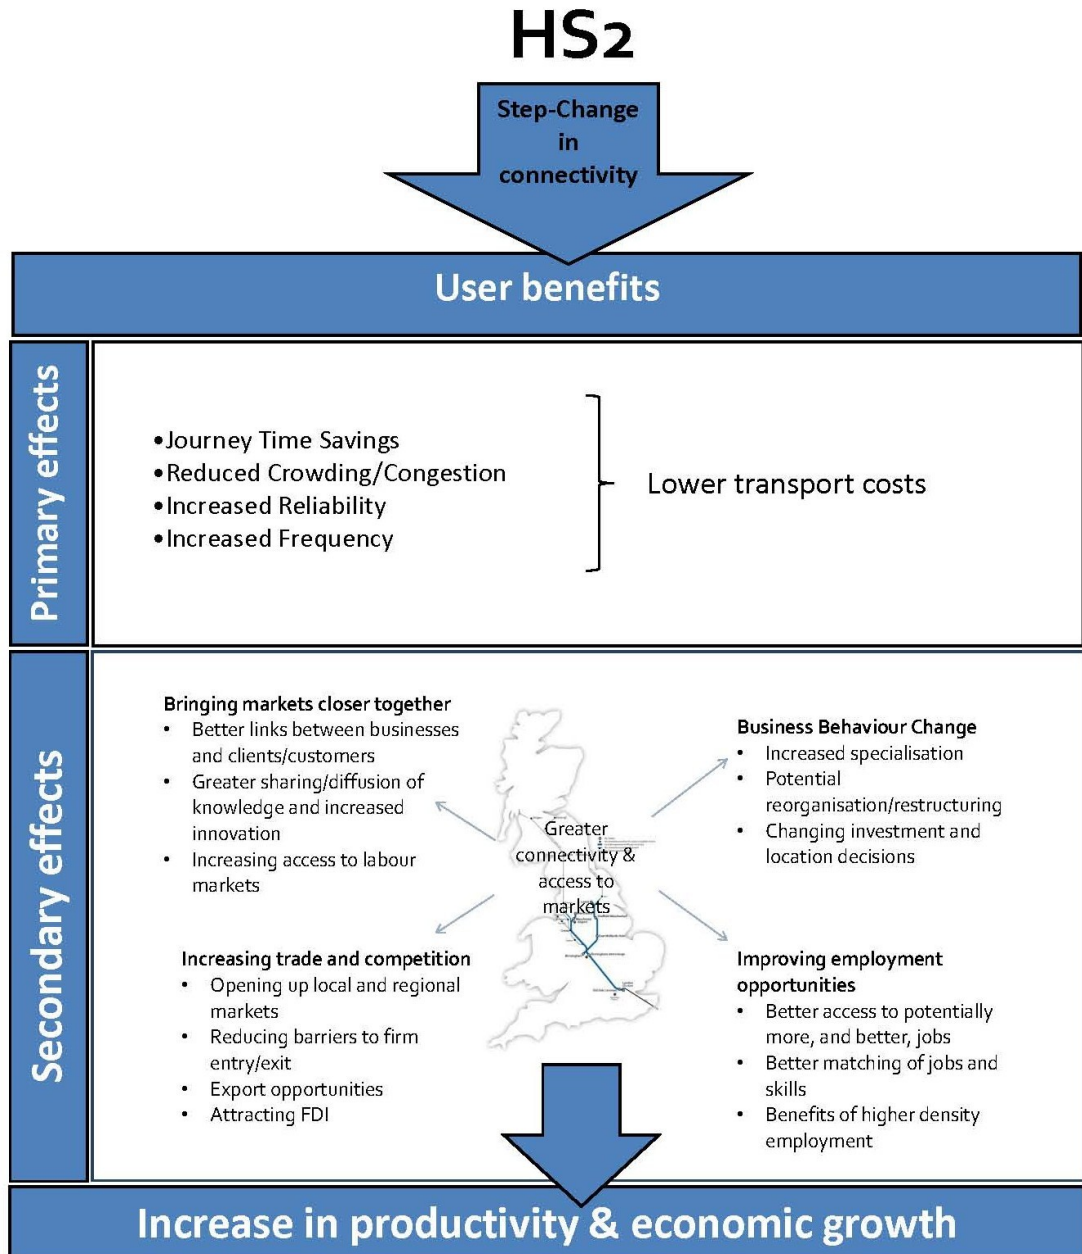 HS2
Step-Change
in
connectivity
User benefits
Primary effects
•Journey Time Savings
•Reduced Crowding/Congestion
•Increased Reliability
•Increased Frequency
Lower transport costs
Secondary effects
Bringing markets closer together
• Better links between businesses
and clients/customers
• Greater sharing/diffusion of
knowledge and increased
innovation
• Increasing access to labour
markets
Greater
connectivity &
access to
markets
Business Behaviour Change
• Increased specialisation
• Potential
reorganisation/restructuring
• Changing investment and
location decisions
Increasing trade and competition
• Opening up local and regional
markets
• Reducing barriers to firm
entry/exit
• Export opportunities
• Attracting FDI
Improving employment
opportunities
• Better access to potentially
more, and better, jobs
• Better matching of jobs and
skills
• Benefits of higher density
employment
Increase in productivity & economic growth